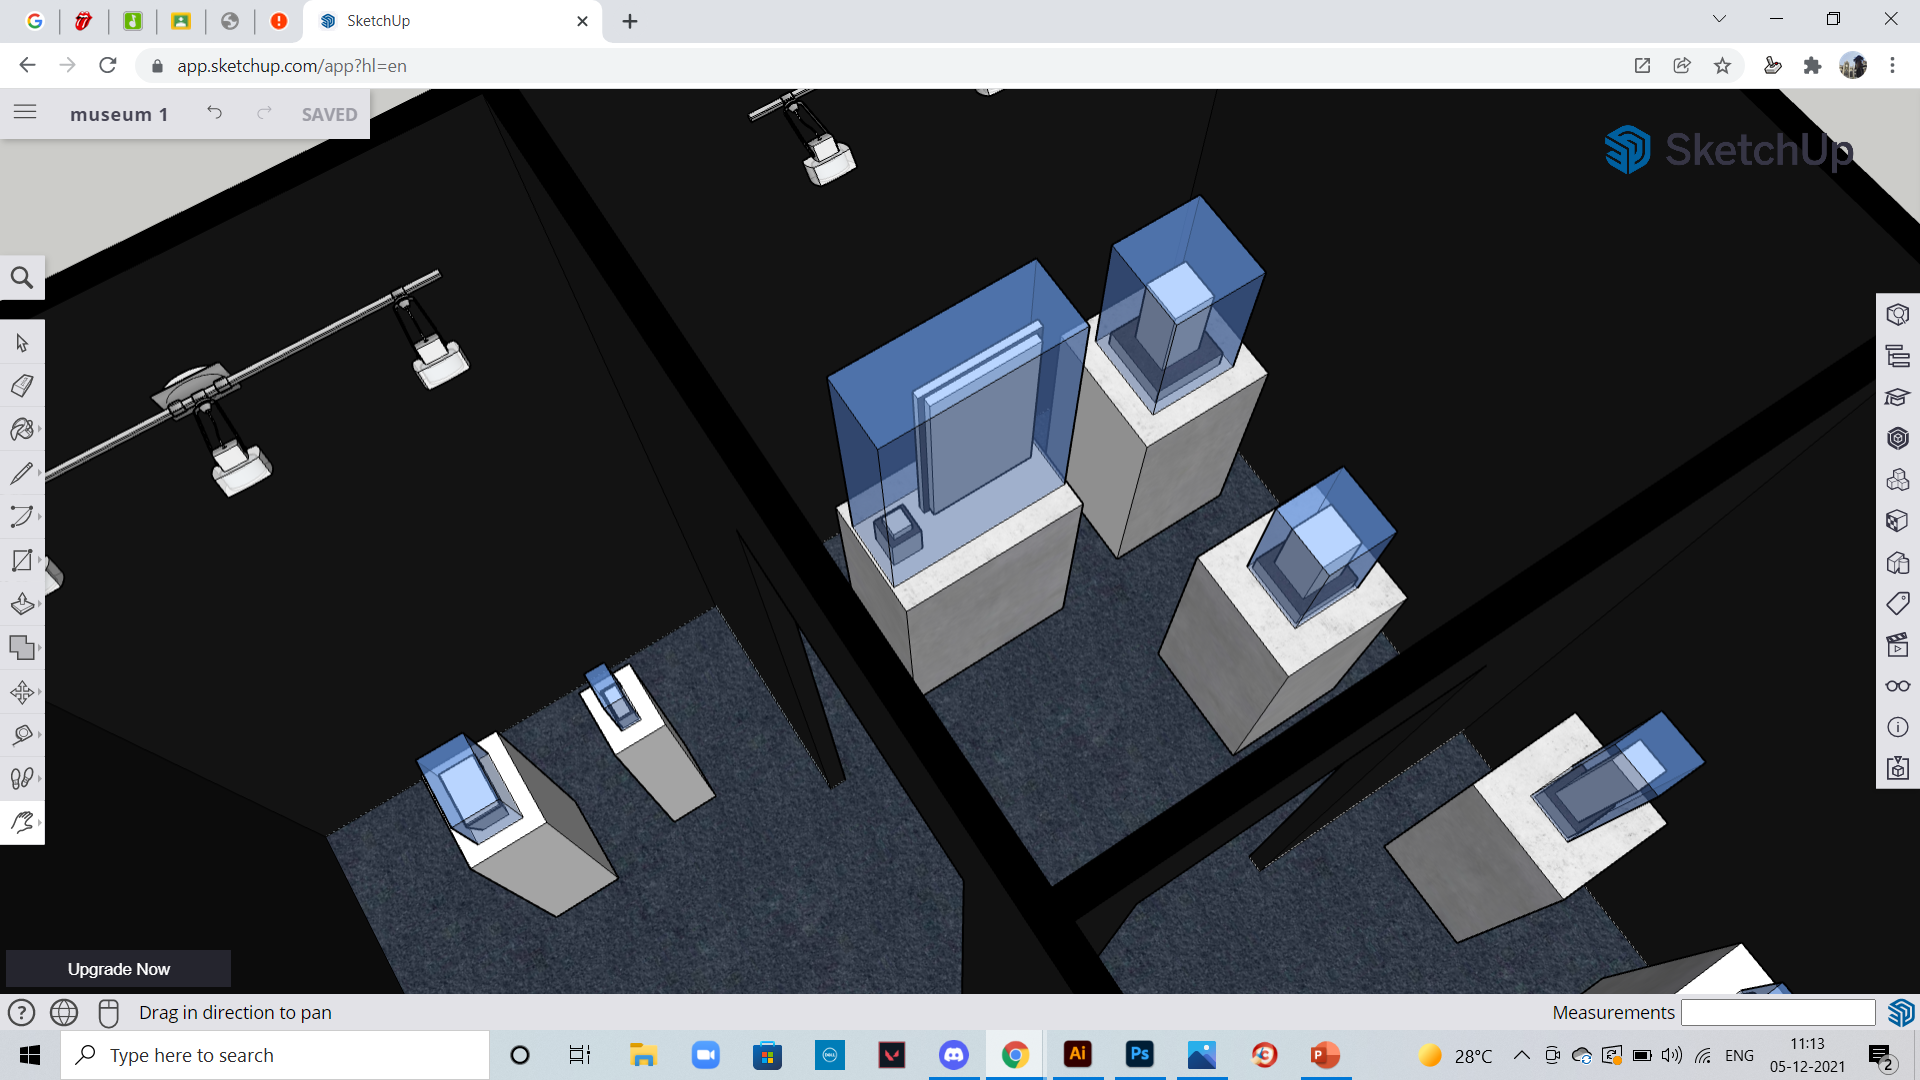 SketchUp
app.sketchup.com/app?hl=en
museum 1
SAVED
SketchUp
Upgrade Now
Drag in direction to pan
Measurements
Type here to search
DELL
Ai
Ps
P
28°C
ENG
11:13
05-12-2021
2